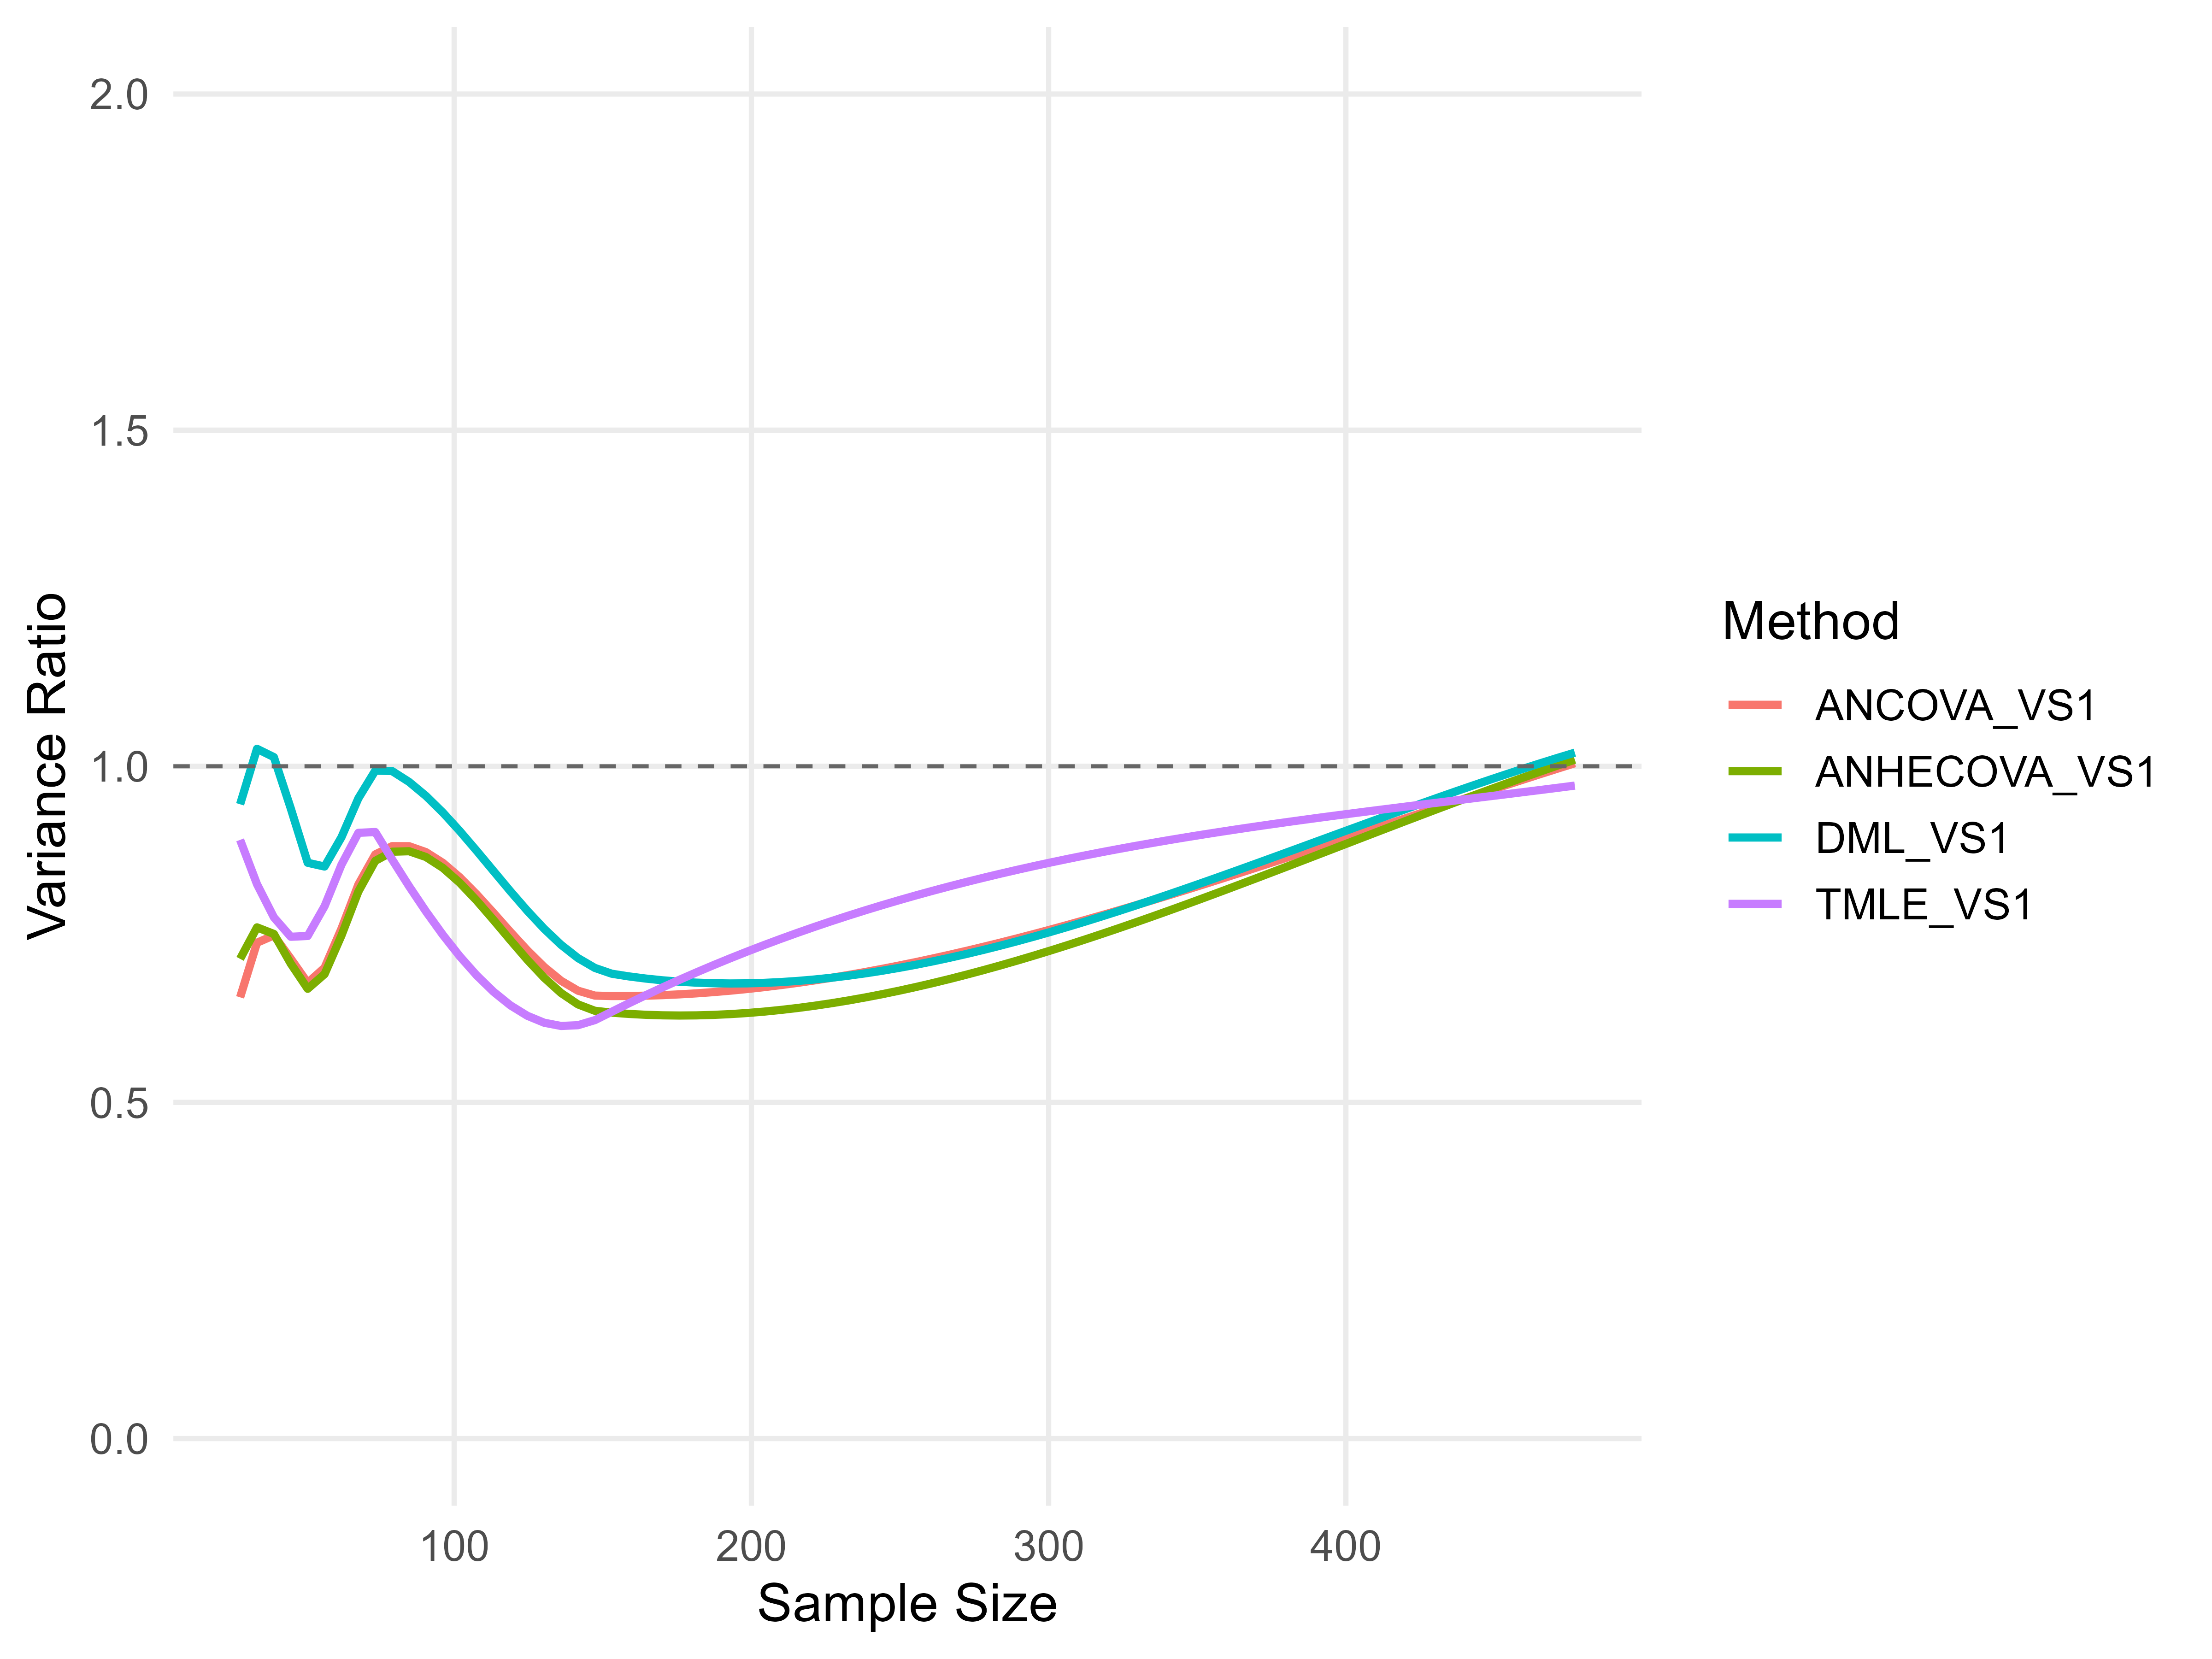 2.0
1.5
1.0
0.5
0.0
Variance Ratio
100 200 300 400
Sample Size
Method
ANCOVA_VS1
ANHECOVA_VS1
DML_VS1
TMLE_VS1